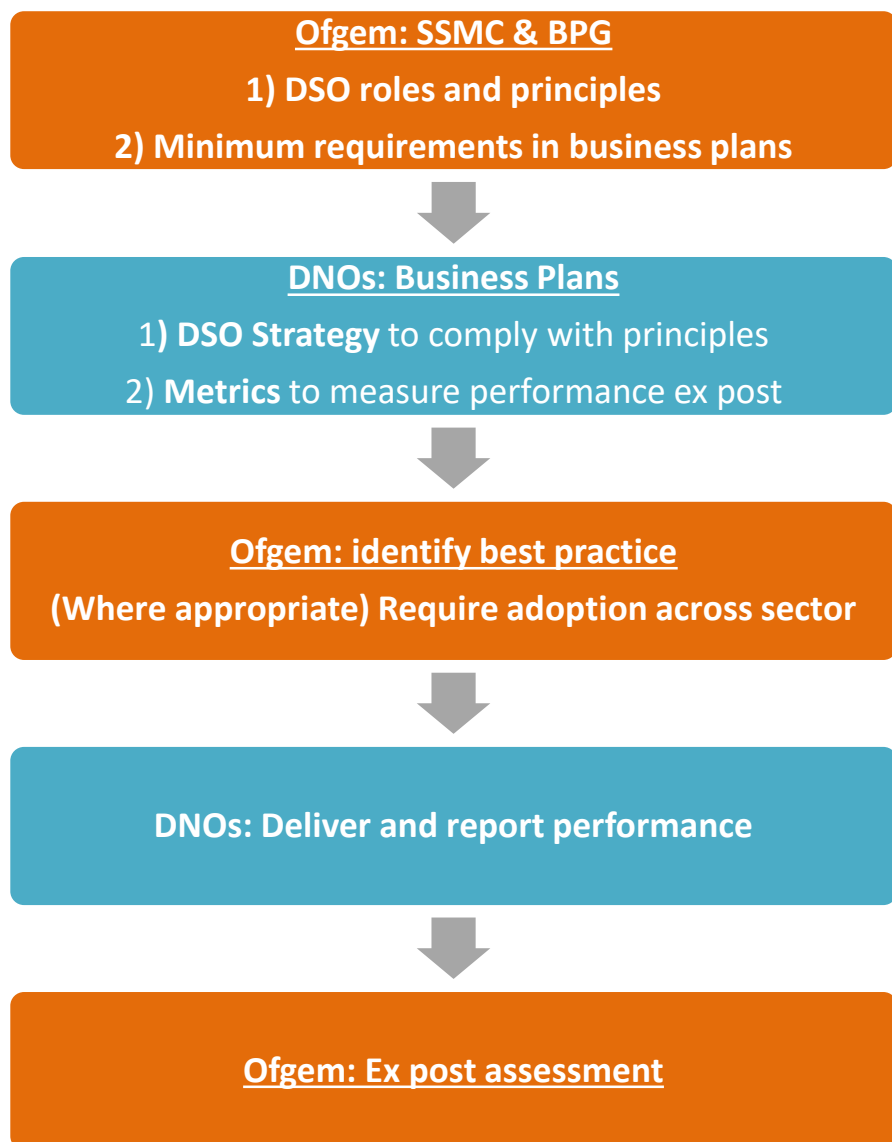 Ofgem: SSMC & BPG
1) DSO roles and principles
2) Minimum requirements in business plans
DNOs: Business Plans
1) DSO Strategy to comply with principles
2) Metrics to measure performance ex post
Ofgem: identify best practice
(Where appropriate) Require adoption across sector
DNOs: Deliver and report performance
Ofgem: Ex post assessment